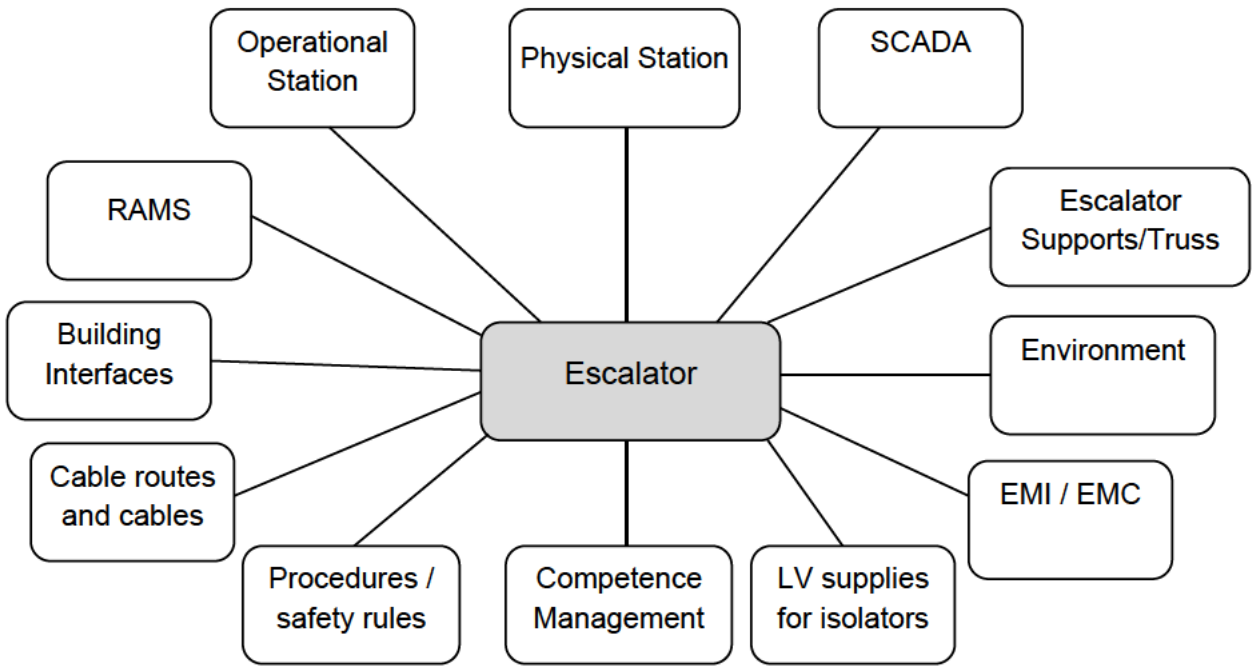 Operational
Station
Physical Station
SCADA
RAMS
Escalator
Supports/Truss
Building
Interfaces
Escalator
Environment
Cable routes
and cables
EMI / EMC
Procedures /
safety rules
Competence
Management
LV supplies
for isolators